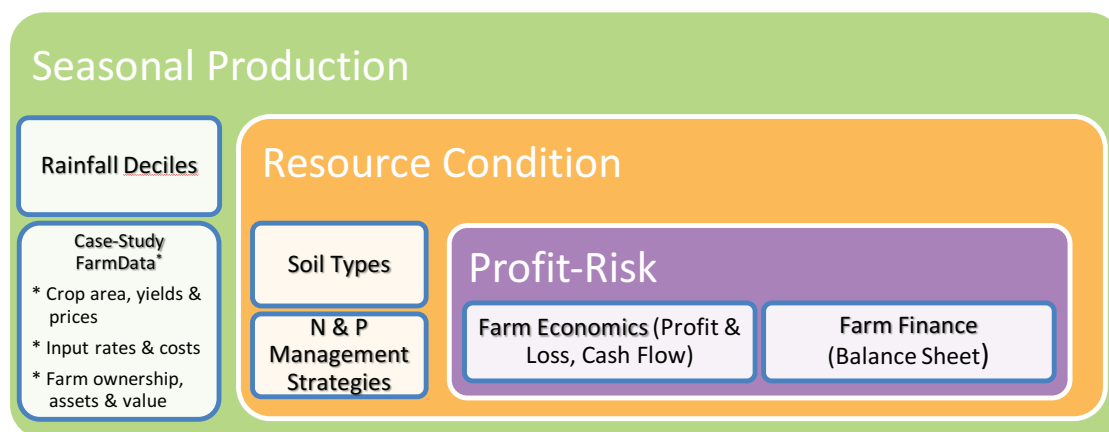 Seasonal Production
Rainfall Deciles
Case-Study
FarmData*
* Crop area, yields &
prices
* Input rates & costs
* Farm ownership,
assets & value
Resource Condition
Soil Types
N & P
Management
Strategies
Profit-Risk
Farm Economics (Profit &
Loss, Cash Flow)
Farm Finance
(Balance Sheet)